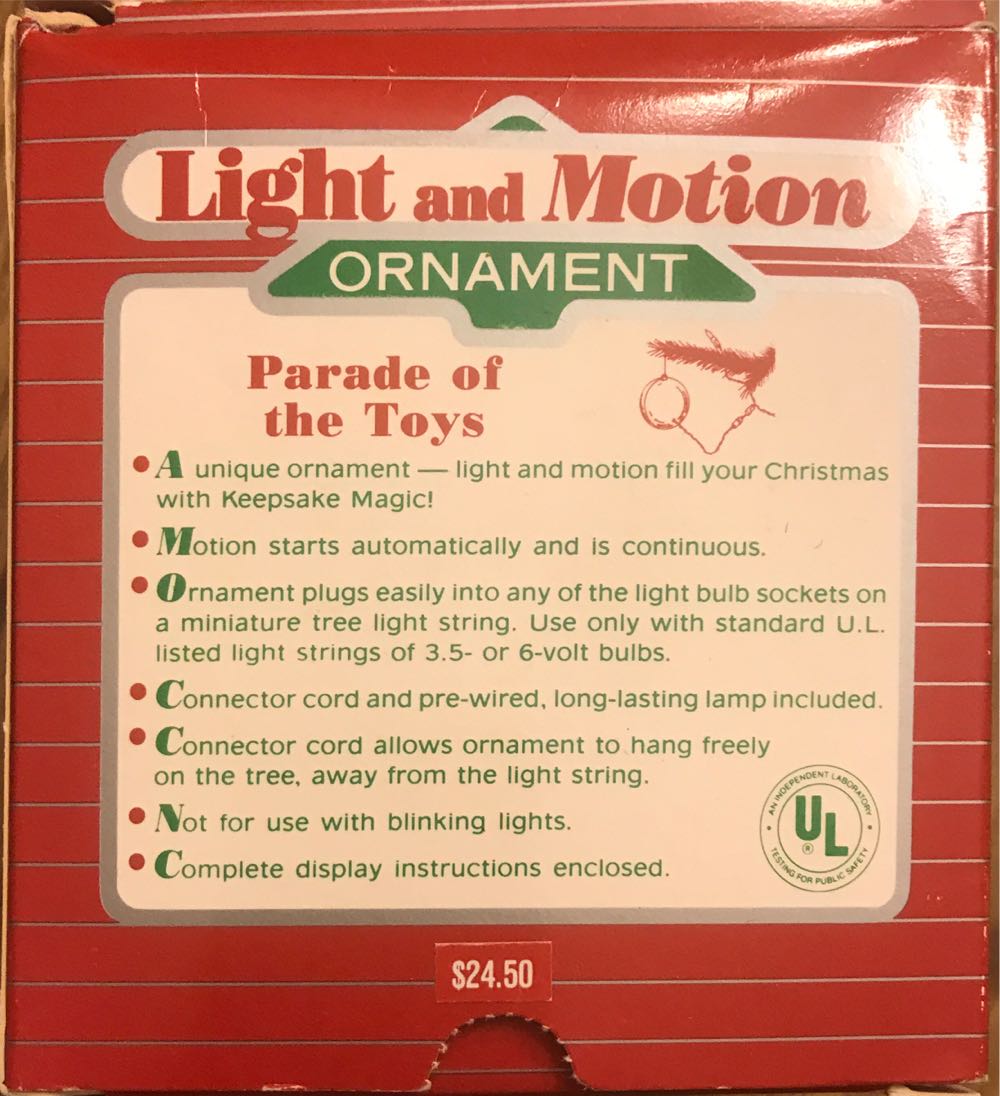 Light and Motion
ORNAMENT
Parade of
the Toys
• A unique ornament — light and motion fill your Christmas
with Keepsake Magic!
• Motion starts automatically and is continuous.
• Ornament plugs easily into any of the light bulb sockets on
a miniature tree light string. Use only with standard U.L.
listed light strings of 3.5- or 6-volt bulbs.
• Connector cord and pre-wired, long-lasting lamp included.
• Connector cord allows ornament to hang freely
on the tree, away from the light string.
• Not for use with blinking lights.
• Complete display instructions enclosed.
• AN INDEPENDENT LABORATORY •
UL
®
TESTING FOR PUBLIC SAFETY
$24.50